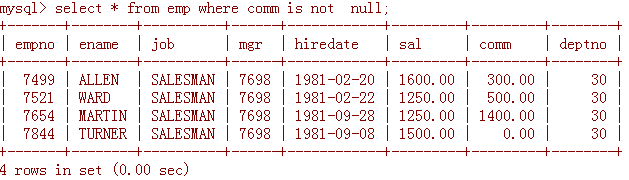 mysql> select * from emp where comm is not  null;
+-------+--------+----------+------+------------+---------+---------+--------+
| empno | ename  | job      | mgr  | hiredate   | sal     | comm    | deptno |
+-------+--------+----------+------+------------+---------+---------+--------+
|  7499 | ALLEN  | SALESMAN | 7698 | 1981-02-20 | 1600.00 |  300.00 |     30 |
|  7521 | WARD   | SALESMAN | 7698 | 1981-02-22 | 1250.00 |  500.00 |     30 |
|  7654 | MARTIN | SALESMAN | 7698 | 1981-09-28 | 1250.00 | 1400.00 |     30 |
|  7844 | TURNER | SALESMAN | 7698 | 1981-09-08 | 1500.00 |    0.00 |     30 |
+-------+--------+----------+------+------------+---------+---------+--------+
4 rows in set (0.00 sec)